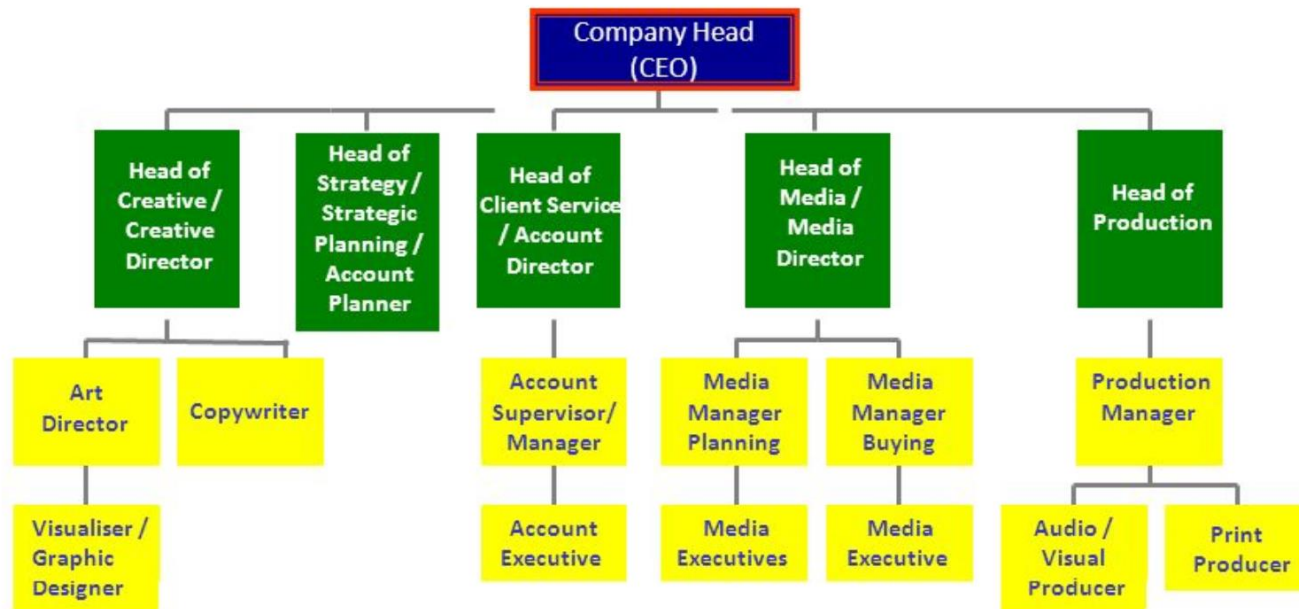 Company Head
(CEO)
Head of
Creative /
Creative
Director
Head of
Strategy /
Strategic
Planning /
Account
Planner
Head of
Client Service
/ Account
Director
Head of
Media /
Media
Director
Head of
Production
Art
Director
Copywriter
Account
Supervisor/
Manager
Media
Manager
Planning
Media
Manager
Buying
Production
Manager
Visualiser /
Graphic
Designer
Account
Executive
Media
Executives
Media
Executive
Audio /
Visual
Producer
Print
Producer